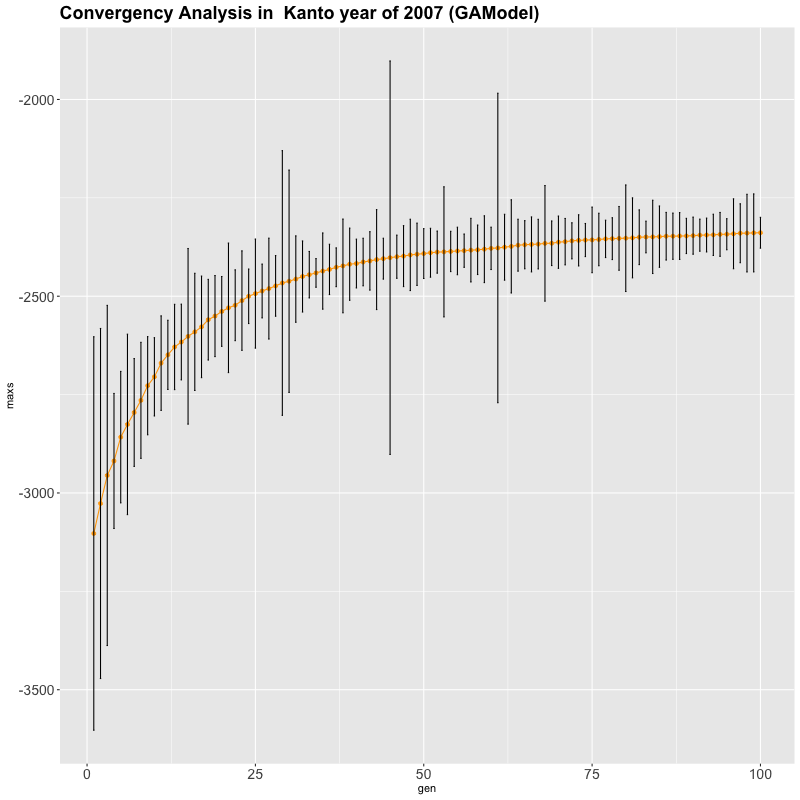 Convergency Analysis in  Kanto year of 2007 (GAModel)
maxs
-2000
-2500
-3000
-3500
0 25 50 75 100
gen